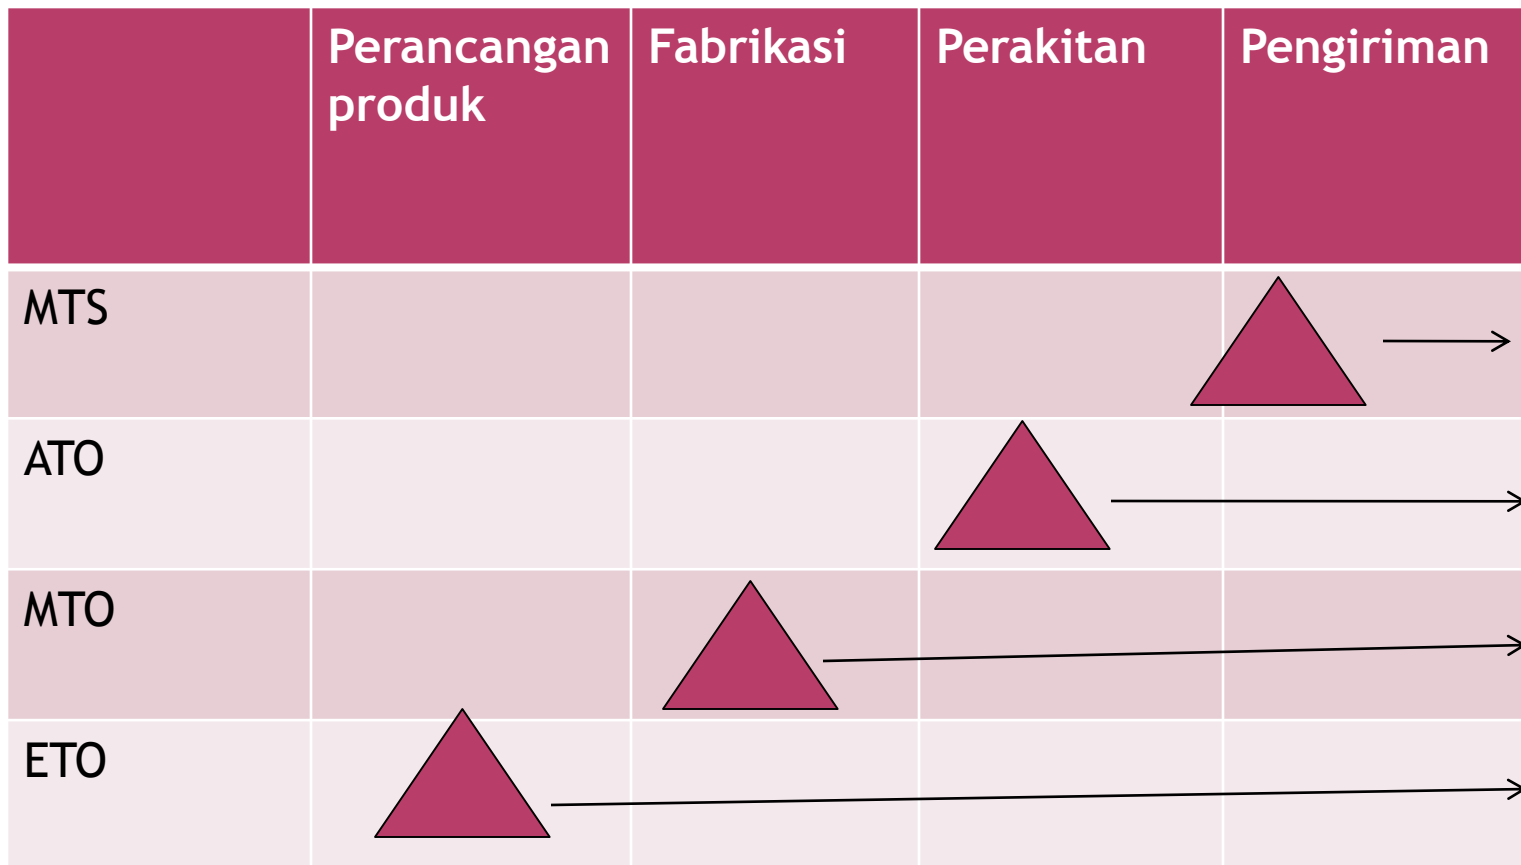 Perancangan
produk
Fabrikasi
Perakitan
Pengiriman
MTS
ATO
MTO
ETO